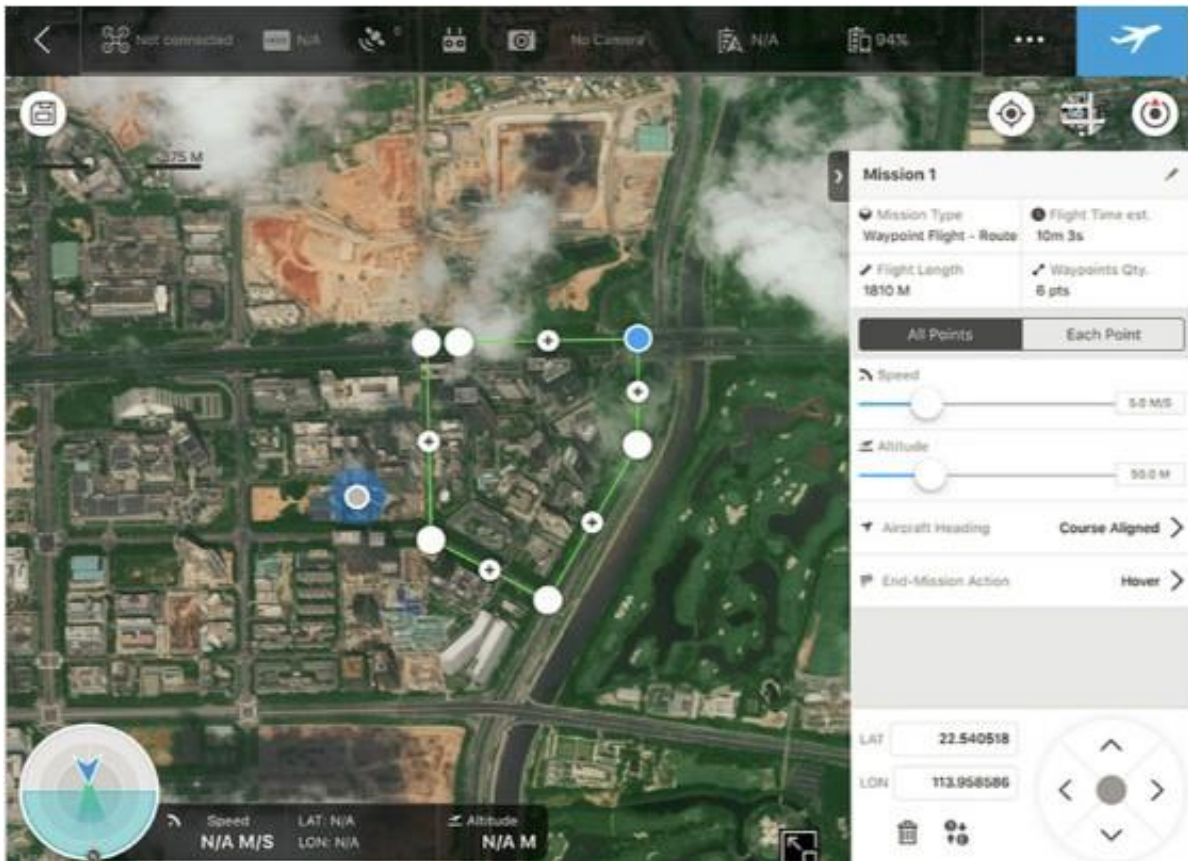 Not connected N/A 0 No Camera N/A 94%
375 M
Mission 1
Mission Type Flight Time est.
Waypoint Flight - Route 10m 3s
Flight Length Waypoints Qty.
1810 M 6 pts
All Points Each Point
Speed
5.0 M/S
Altitude
50.0 M
Aircraft Heading Course Aligned
End-Mission Action Hover
LAT 22.540518
LON 113.958586
Speed LAT: N/A Altitude
N/A M/S LON: N/A N/A M